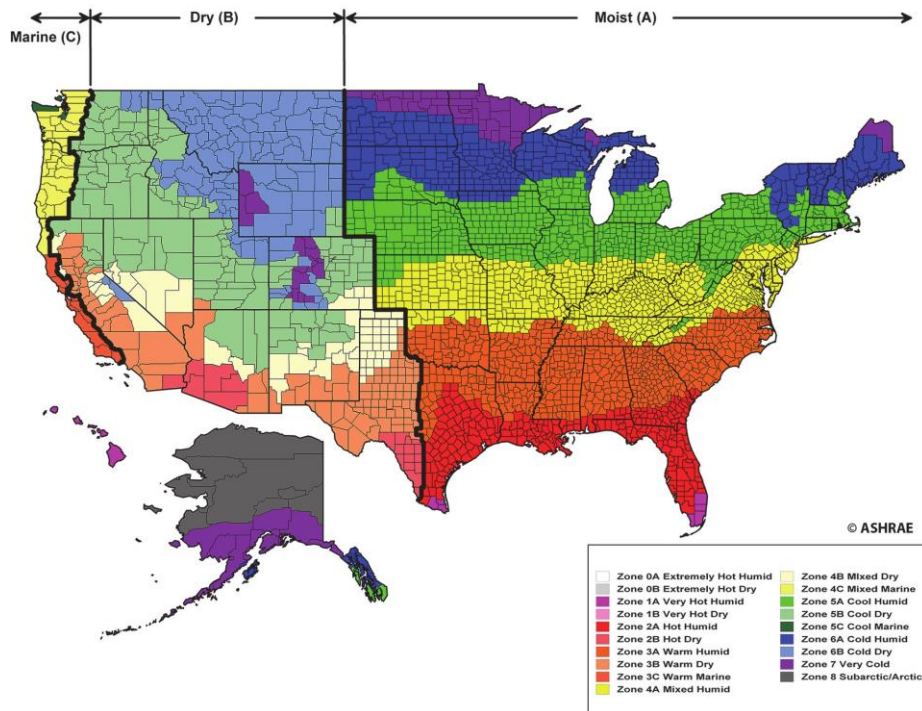 Dry (B)
Moist (A)
Marine (C)
© ASHRAE
Zone 0A Extremely Hot Humid
Zone 0B Extremely Hot Dry
Zone 1A Very Hot Humid
Zone 1B Very Hot Dry
Zone 2A Hot Humid
Zone 2B Hot Dry
Zone 3A Warm Humid
Zone 3B Warm Dry
Zone 3C Warm Marine
Zone 4A Mixed Humid
Zone 4B Mixed Dry
Zone 4C Mixed Marine
Zone 5A Cool Humid
Zone 5B Cool Dry
Zone 5C Cool Marine
Zone 6A Cold Humid
Zone 6B Cold Dry
Zone 7 Very Cold
Zone 8 Subarctic/Arctic